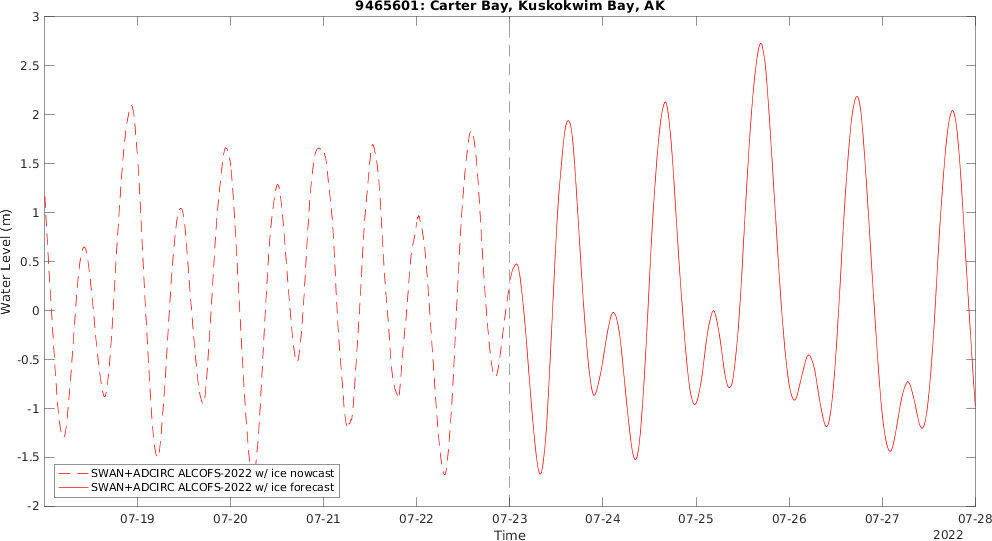 9465601: Carter Bay, Kuskokwim Bay, AK
3
2.5
2
1.5
1
0.5
0
-0.5
-1
-1.5
-2
Water Level (m)
SWAN+ADCIRC ALCOFS-2022 w/ ice nowcast
SWAN+ADCIRC ALCOFS-2022 w/ ice forecast
07-19 07-20 07-21 07-22 07-23 07-24 07-25 07-26 07-27 07-28
Time
2022